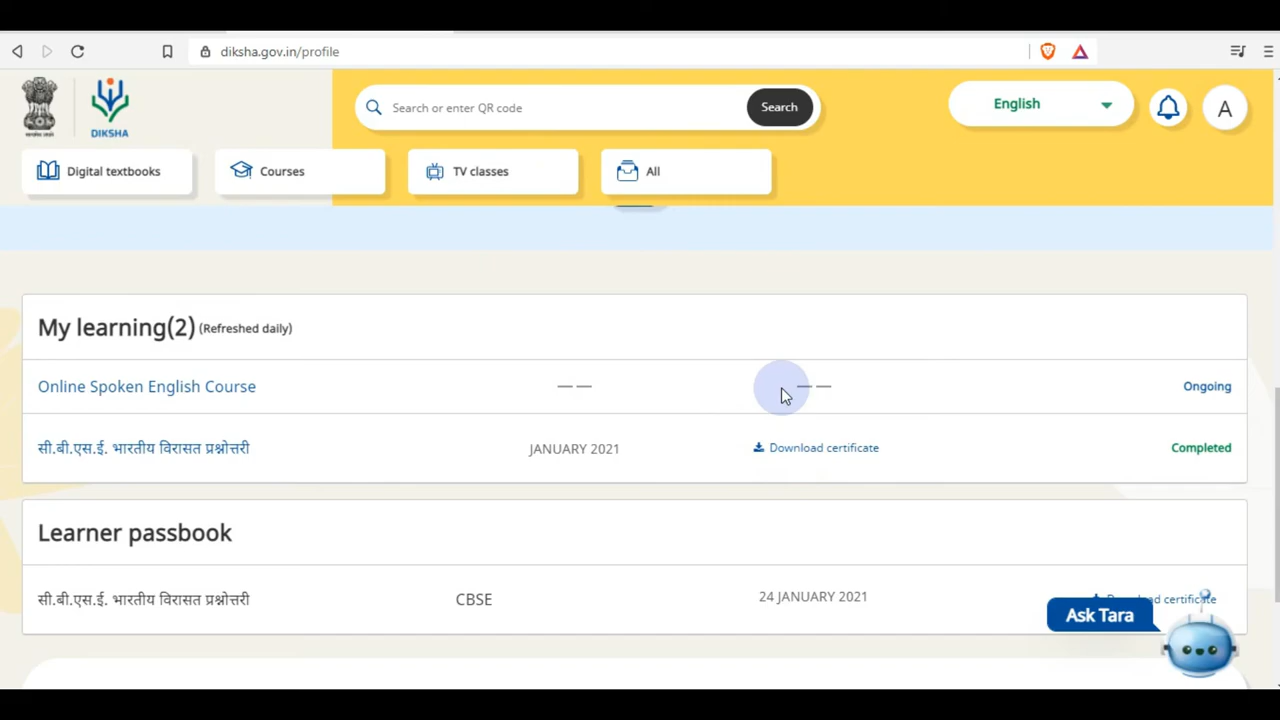 diksha.gov.in/profile
DIKSHA
Search or enter QR code
Search
English
A
Digital textbooks
Courses
TV classes
All
My learning(2) (Refreshed daily)
Online Spoken English Course — — — — Ongoing
सी.बी.एस.ई. भारतीय विरासत प्रश्नोत्तरी JANUARY 2021 Download certificate Completed
Learner passbook
सी.बी.एस.ई. भारतीय विरासत प्रश्नोत्तरी CBSE 24 JANUARY 2021 Download certificate
Ask Tara